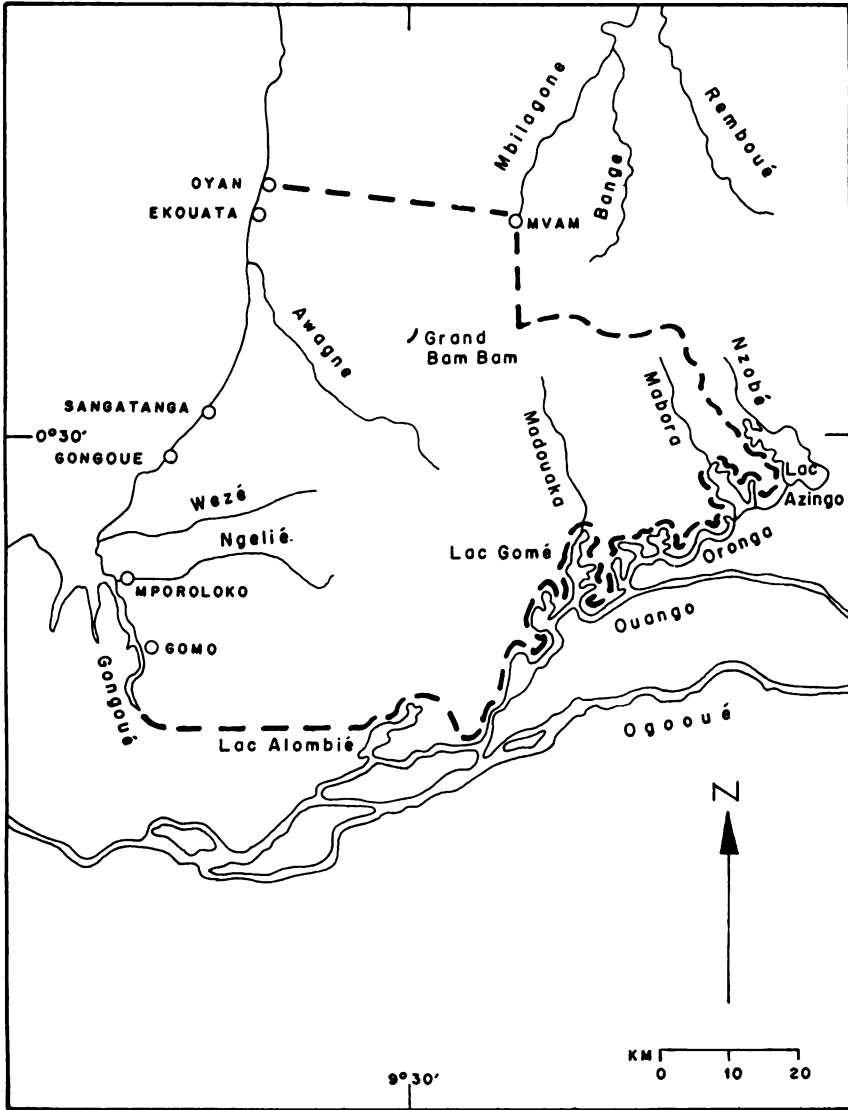 Mbilagone
Remboué
Bange
OYAN
EKOUATA
MVAM
Awagne
Grand
Bam Bam
Nzobé
Mabora
Madouaka
SANGATANGA
0°30'
GONGOUE
Lac
Azingo
Wezé
Ngelié
Lac Gomé
Oronga
MPOROLOKO
Ouango
GOMO
Gongoué
Ogooué
Lac Alombié
N
KM
0 10 20
9°30'